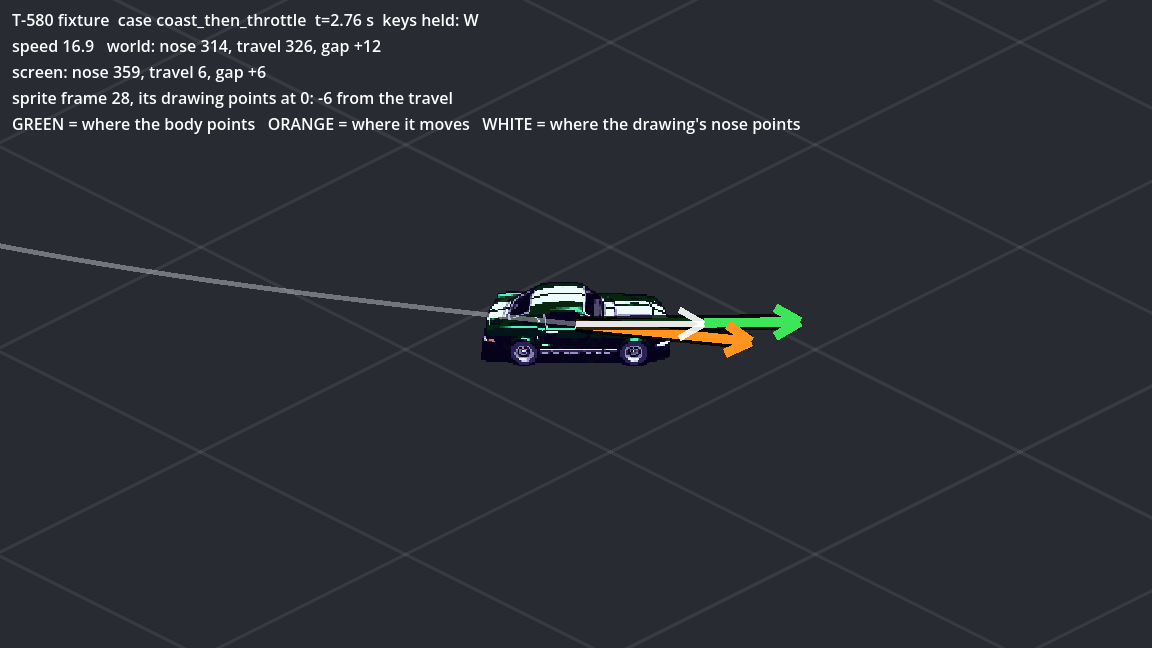 T-580 fixture  case coast_then_throttle  t=2.76 s  keys held: W
speed 16.9   world: nose 314, travel 326, gap +12
screen: nose 359, travel 6, gap +6
sprite frame 28, its drawing points at 0: -6 from the travel
GREEN = where the body points   ORANGE = where it moves   WHITE = where the drawing's nose points